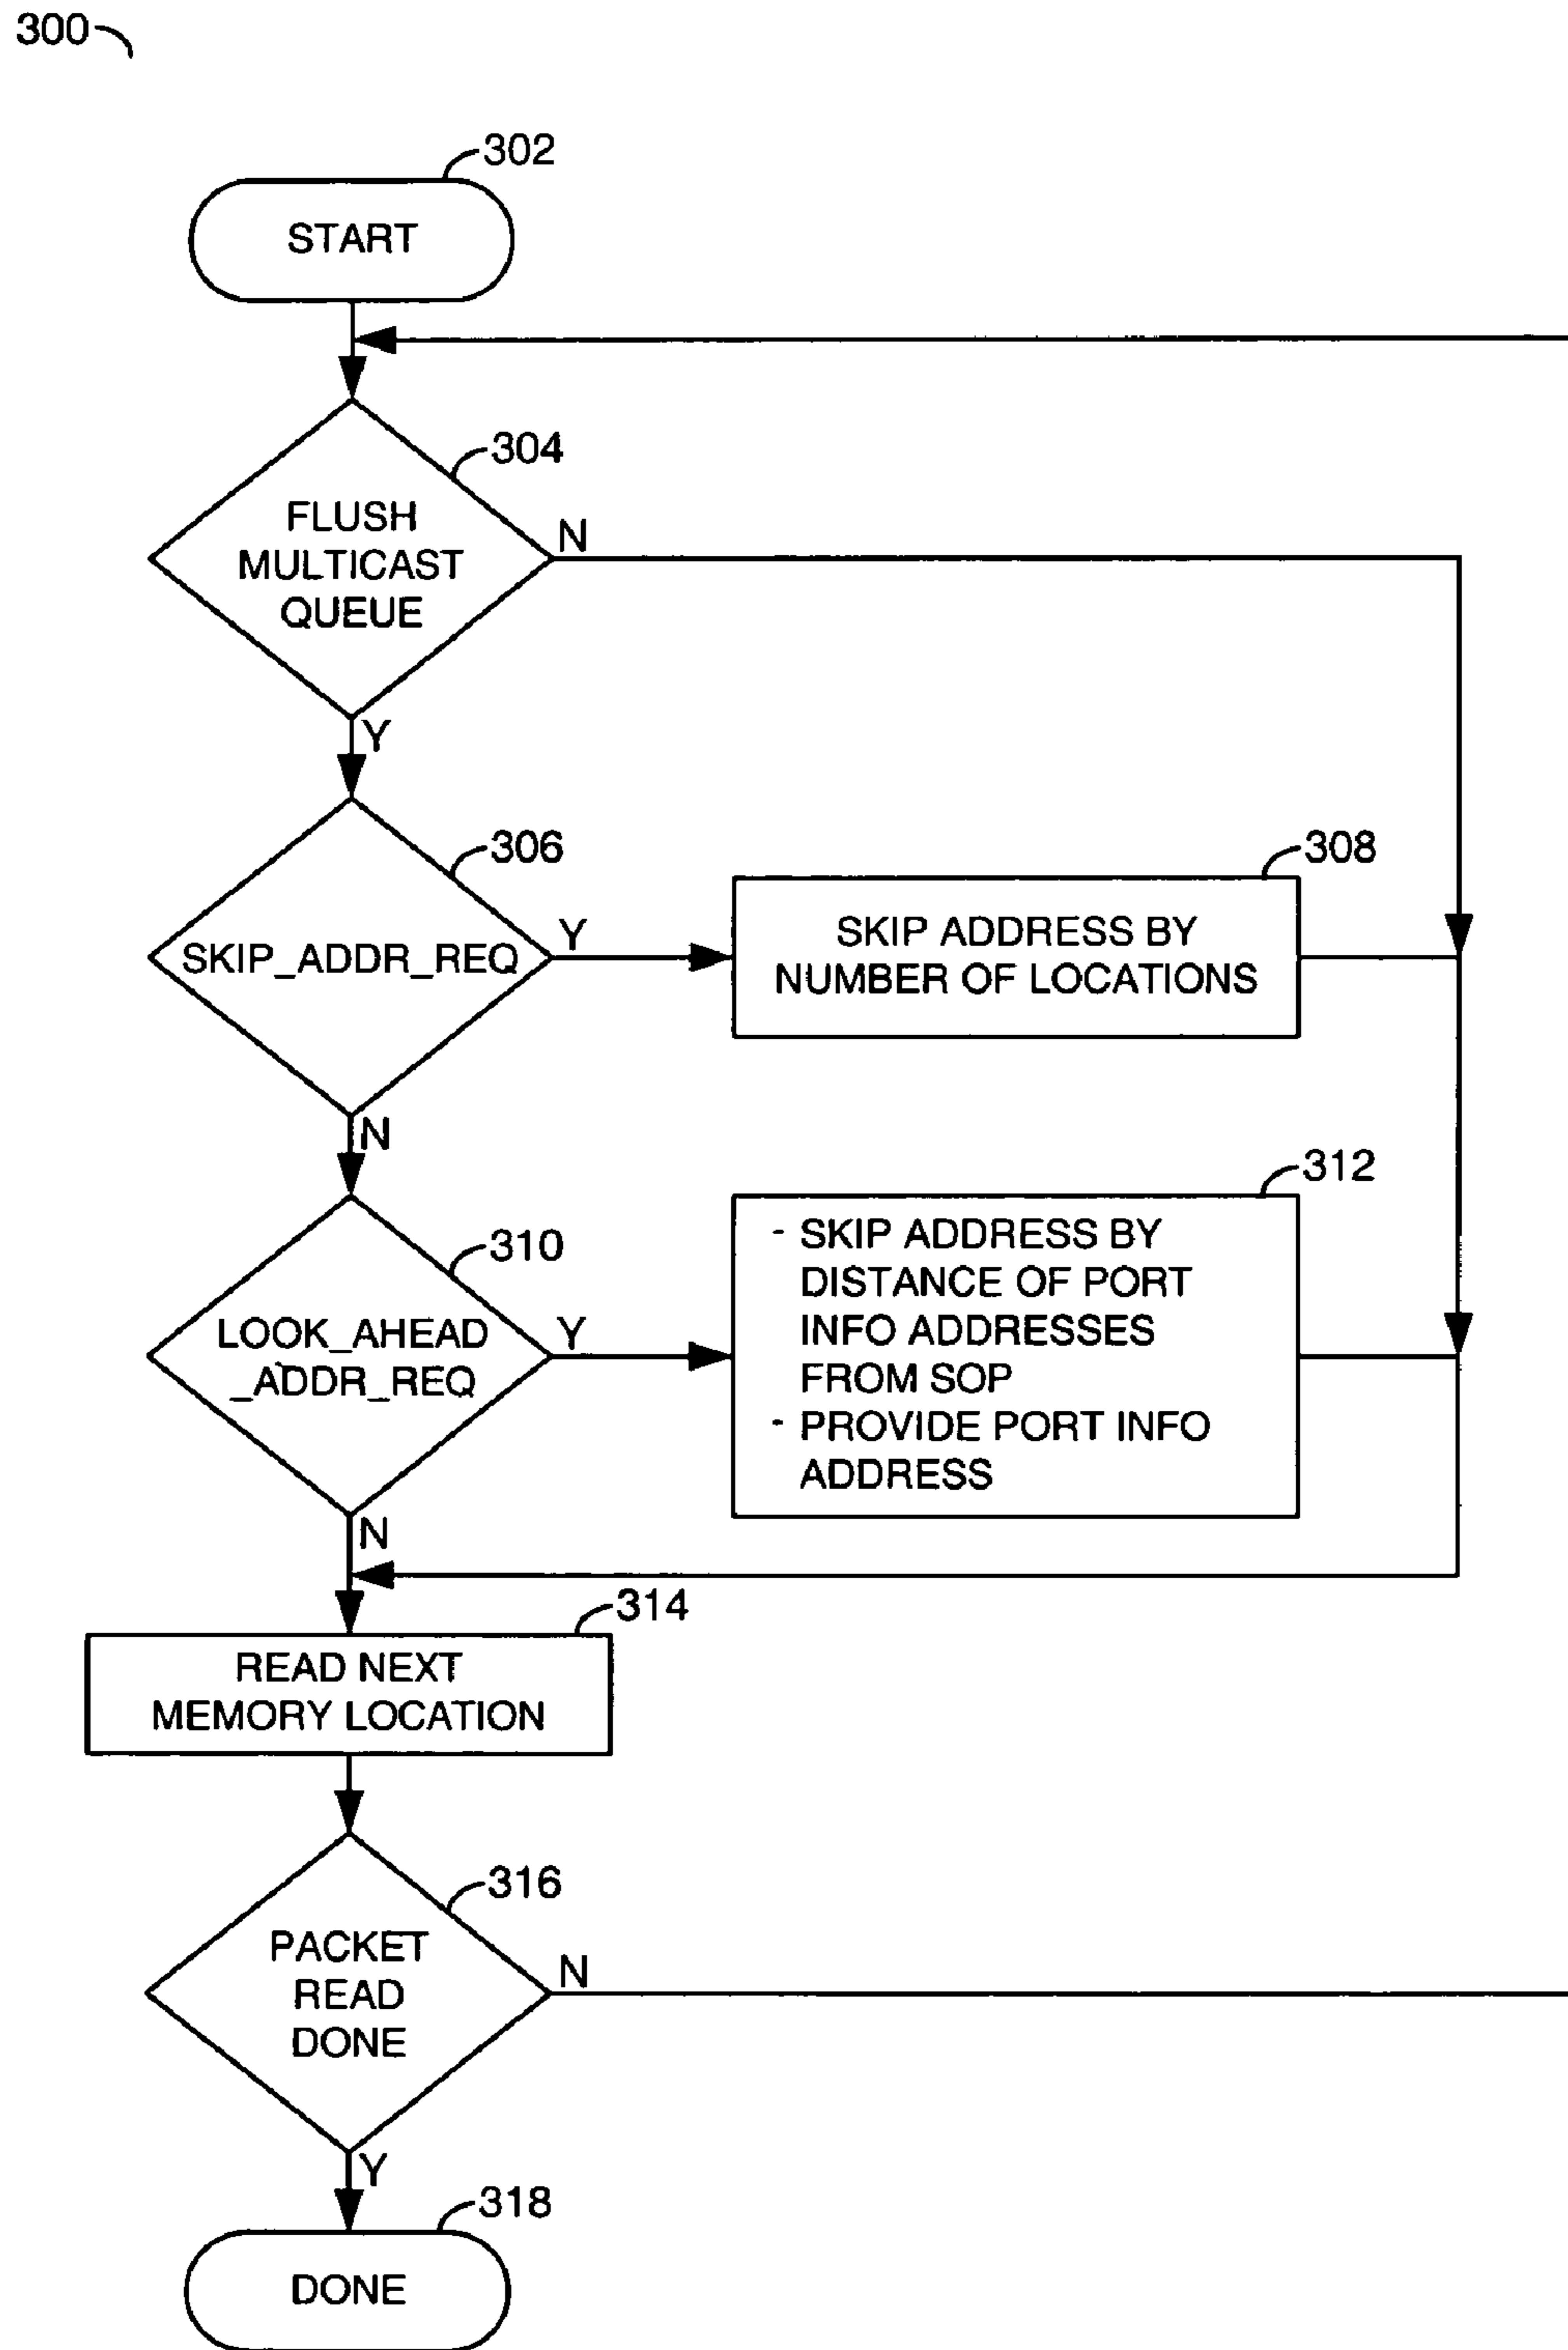 300
302
START
304
FLUSH
MULTICAST
QUEUE
N
Y
306
SKIP_ADDR_REQ
Y
308
SKIP ADDRESS BY
NUMBER OF LOCATIONS
N
310
LOOK_AHEAD
_ADDR_REQ
Y
312
- SKIP ADDRESS BY
DISTANCE OF PORT
INFO ADDRESSES
FROM SOP
- PROVIDE PORT INFO
ADDRESS
N
314
READ NEXT
MEMORY LOCATION
316
PACKET
READ
DONE
N
Y
318
DONE